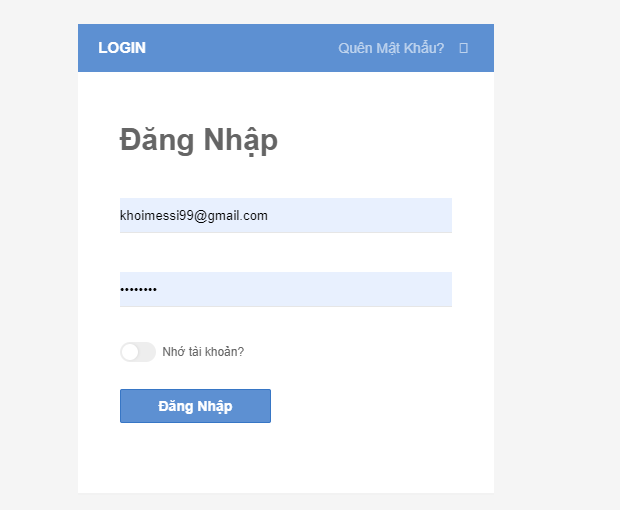 LOGIN
Quên Mật Khẩu?
Đăng Nhập
khoimessi99@gmail.com
••••••••
Nhớ tài khoản?
Đăng Nhập